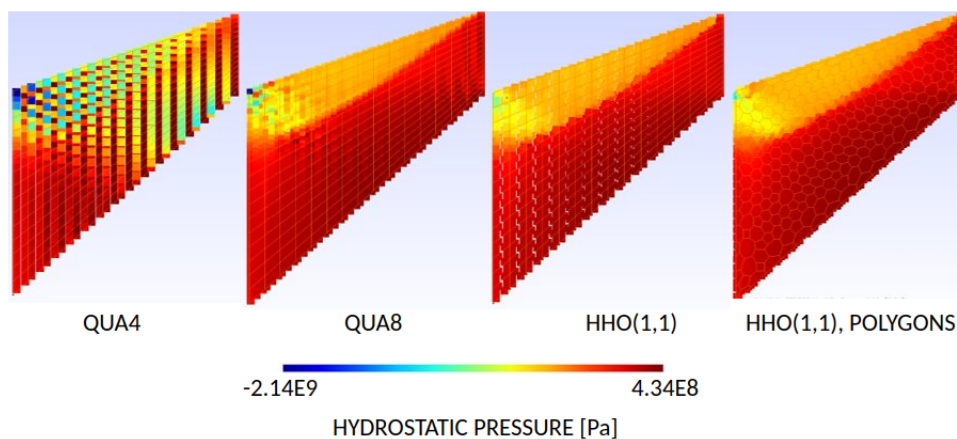 QUA4
QUA8
HHO(1,1)
HHO(1,1), POLYGONS
-2.14E9
4.34E8
HYDROSTATIC PRESSURE [Pa]